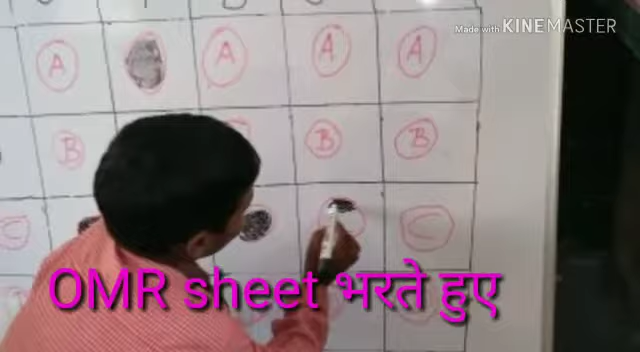 Made with KINEMASTER
A A A A
B B B
C C
OMR sheet भरते हुए